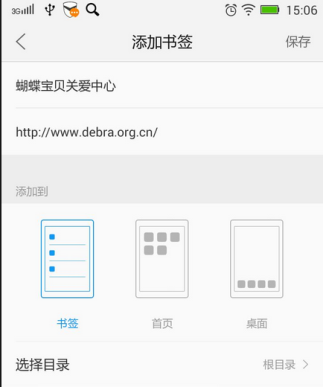 3G 15:06
添加书签
保存
蝴蝶宝贝关爱中心
http://www.debra.org.cn/
添加到
书签 首页 桌面
选择目录 根目录